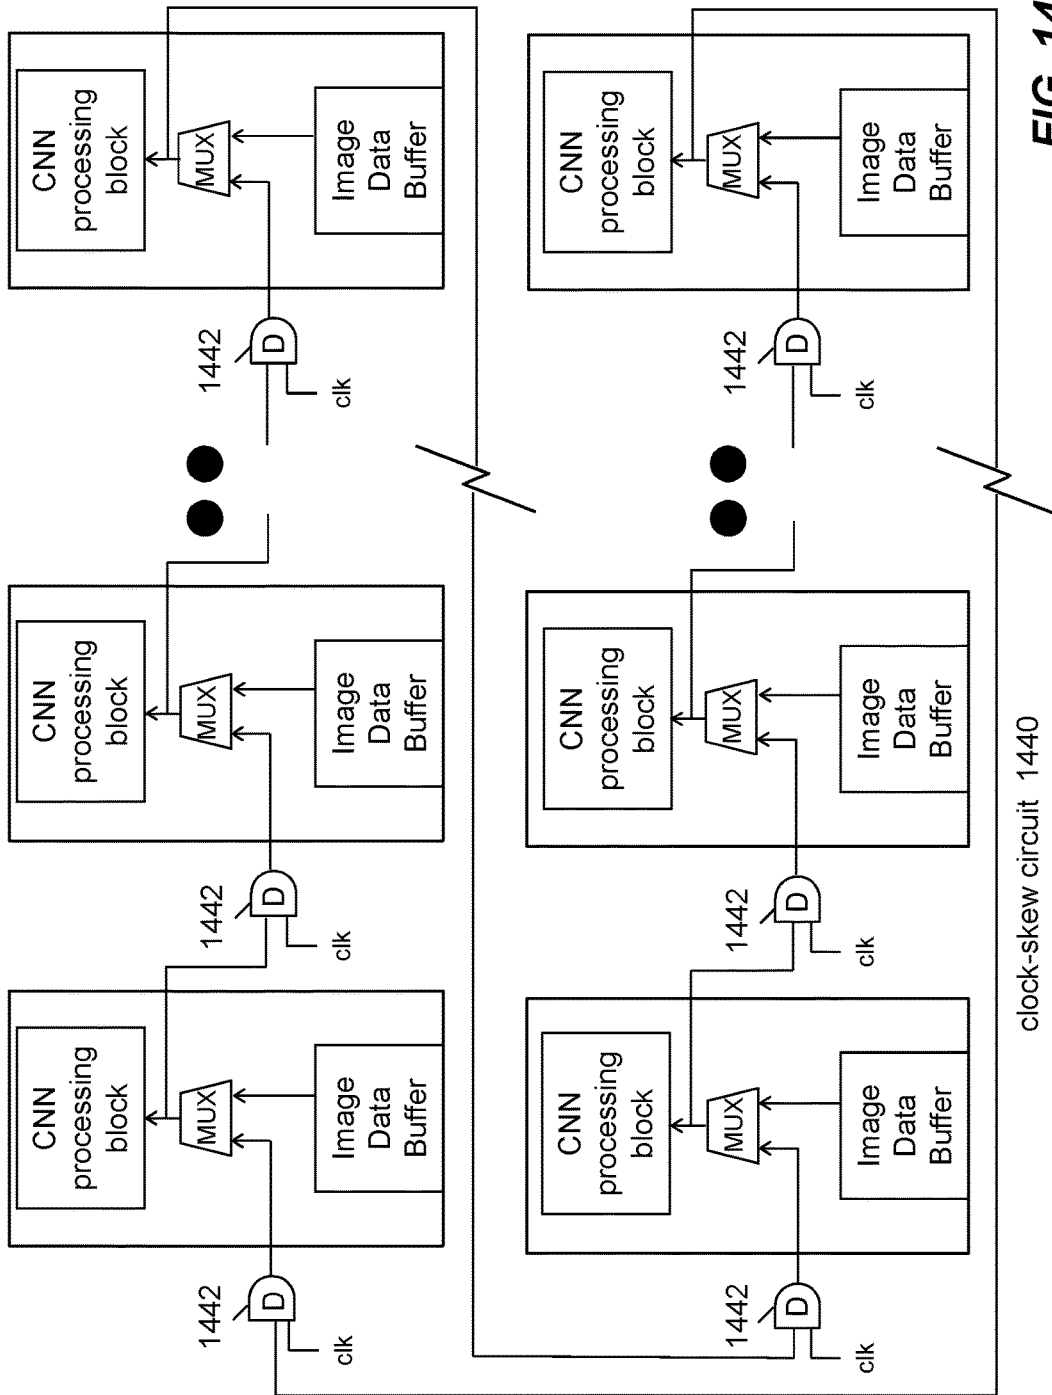 CNN
processing
block
MUX
Image
Data
Buffer
1442
D
clk
CNN
processing
block
MUX
Image
Data
Buffer
1442
D
clk
CNN
processing
block
MUX
Image
Data
Buffer
1442
D
clk
CNN
processing
block
MUX
Image
Data
Buffer
1442
D
clk
CNN
processing
block
MUX
Image
Data
Buffer
1442
D
clk
CNN
processing
block
MUX
Image
Data
Buffer
1442
D
clk
clock-skew circuit 1440
FIG. 14